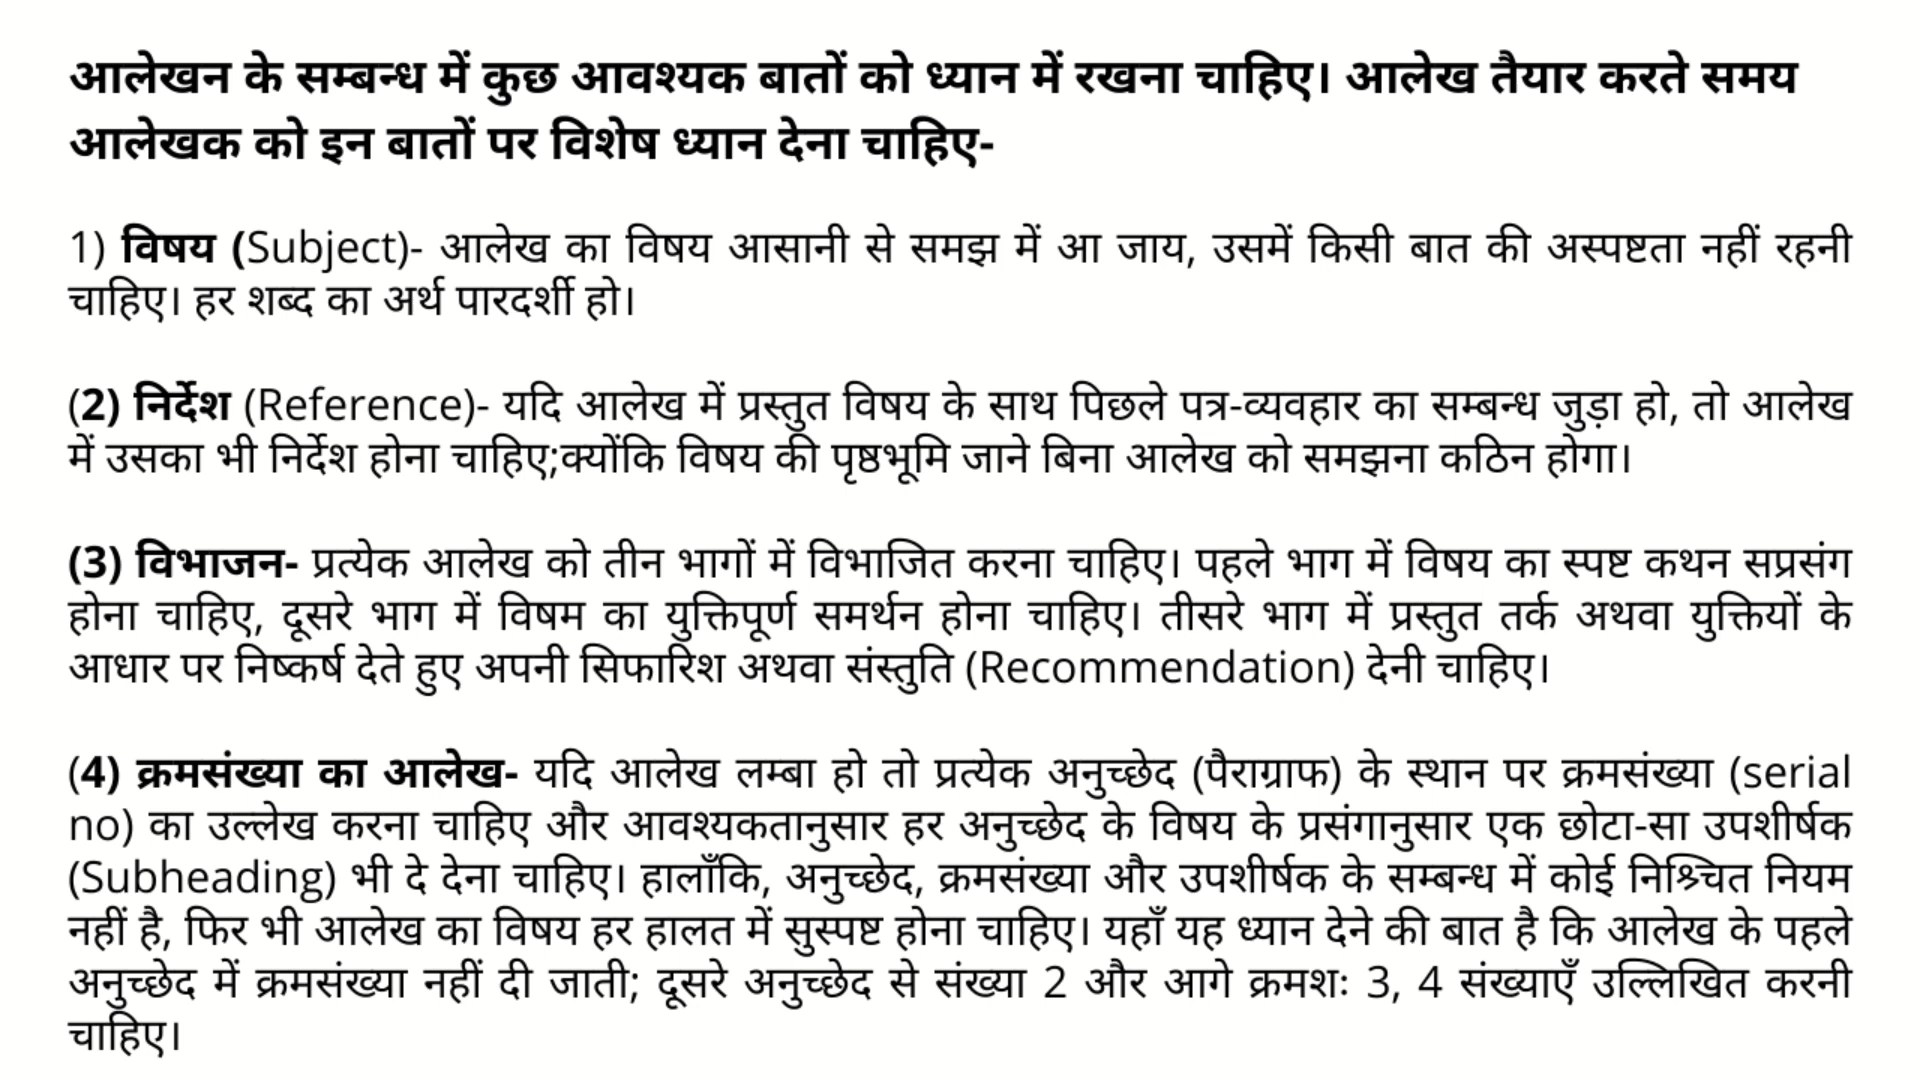 आलेखन के सम्बन्ध में कुछ आवश्यक बातों को ध्यान में रखना चाहिए। आलेख तैयार करते समय
आलेखक को इन बातों पर विशेष ध्यान देना चाहिए-
1) विषय (Subject)- आलेख का विषय आसानी से समझ में आ जाय, उसमें किसी बात की अस्पष्टता नहीं रहनी
चाहिए। हर शब्द का अर्थ पारदर्शी हो।
(2) निर्देश (Reference)- यदि आलेख में प्रस्तुत विषय के साथ पिछले पत्र-व्यवहार का सम्बन्ध जुड़ा हो, तो आलेख
में उसका भी निर्देश होना चाहिए;क्योंकि विषय की पृष्ठभूमि जाने बिना आलेख को समझना कठिन होगा।
(3) विभाजन- प्रत्येक आलेख को तीन भागों में विभाजित करना चाहिए। पहले भाग में विषय का स्पष्ट कथन सप्रसंग
होना चाहिए, दूसरे भाग में विषम का युक्तिपूर्ण समर्थन होना चाहिए। तीसरे भाग में प्रस्तुत तर्क अथवा युक्तियों के
आधार पर निष्कर्ष देते हुए अपनी सिफारिश अथवा संस्तुति (Recommendation) देनी चाहिए।
(4) क्रमसंख्या का आलेख- यदि आलेख लम्बा हो तो प्रत्येक अनुच्छेद (पैराग्राफ) के स्थान पर क्रमसंख्या (serial
no) का उल्लेख करना चाहिए और आवश्यकतानुसार हर अनुच्छेद के विषय के प्रसंगानुसार एक छोटा-सा उपशीर्षक
(Subheading) भी दे देना चाहिए। हालाँकि, अनुच्छेद, क्रमसंख्या और उपशीर्षक के सम्बन्ध में कोई निश्र्चित नियम
नहीं है, फिर भी आलेख का विषय हर हालत में सुस्पष्ट होना चाहिए। यहाँ यह ध्यान देने की बात है कि आलेख के पहले
अनुच्छेद में क्रमसंख्या नहीं दी जाती; दूसरे अनुच्छेद से संख्या 2 और आगे क्रमशः 3, 4 संख्याएँ उल्लिखित करनी
चाहिए।